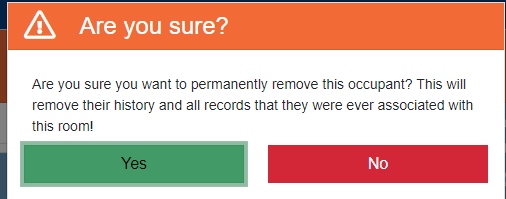 Are you sure?
Are you sure you want to permanently remove this occupant? This will
remove their history and all records that they were ever associated with
this room!
Yes
No